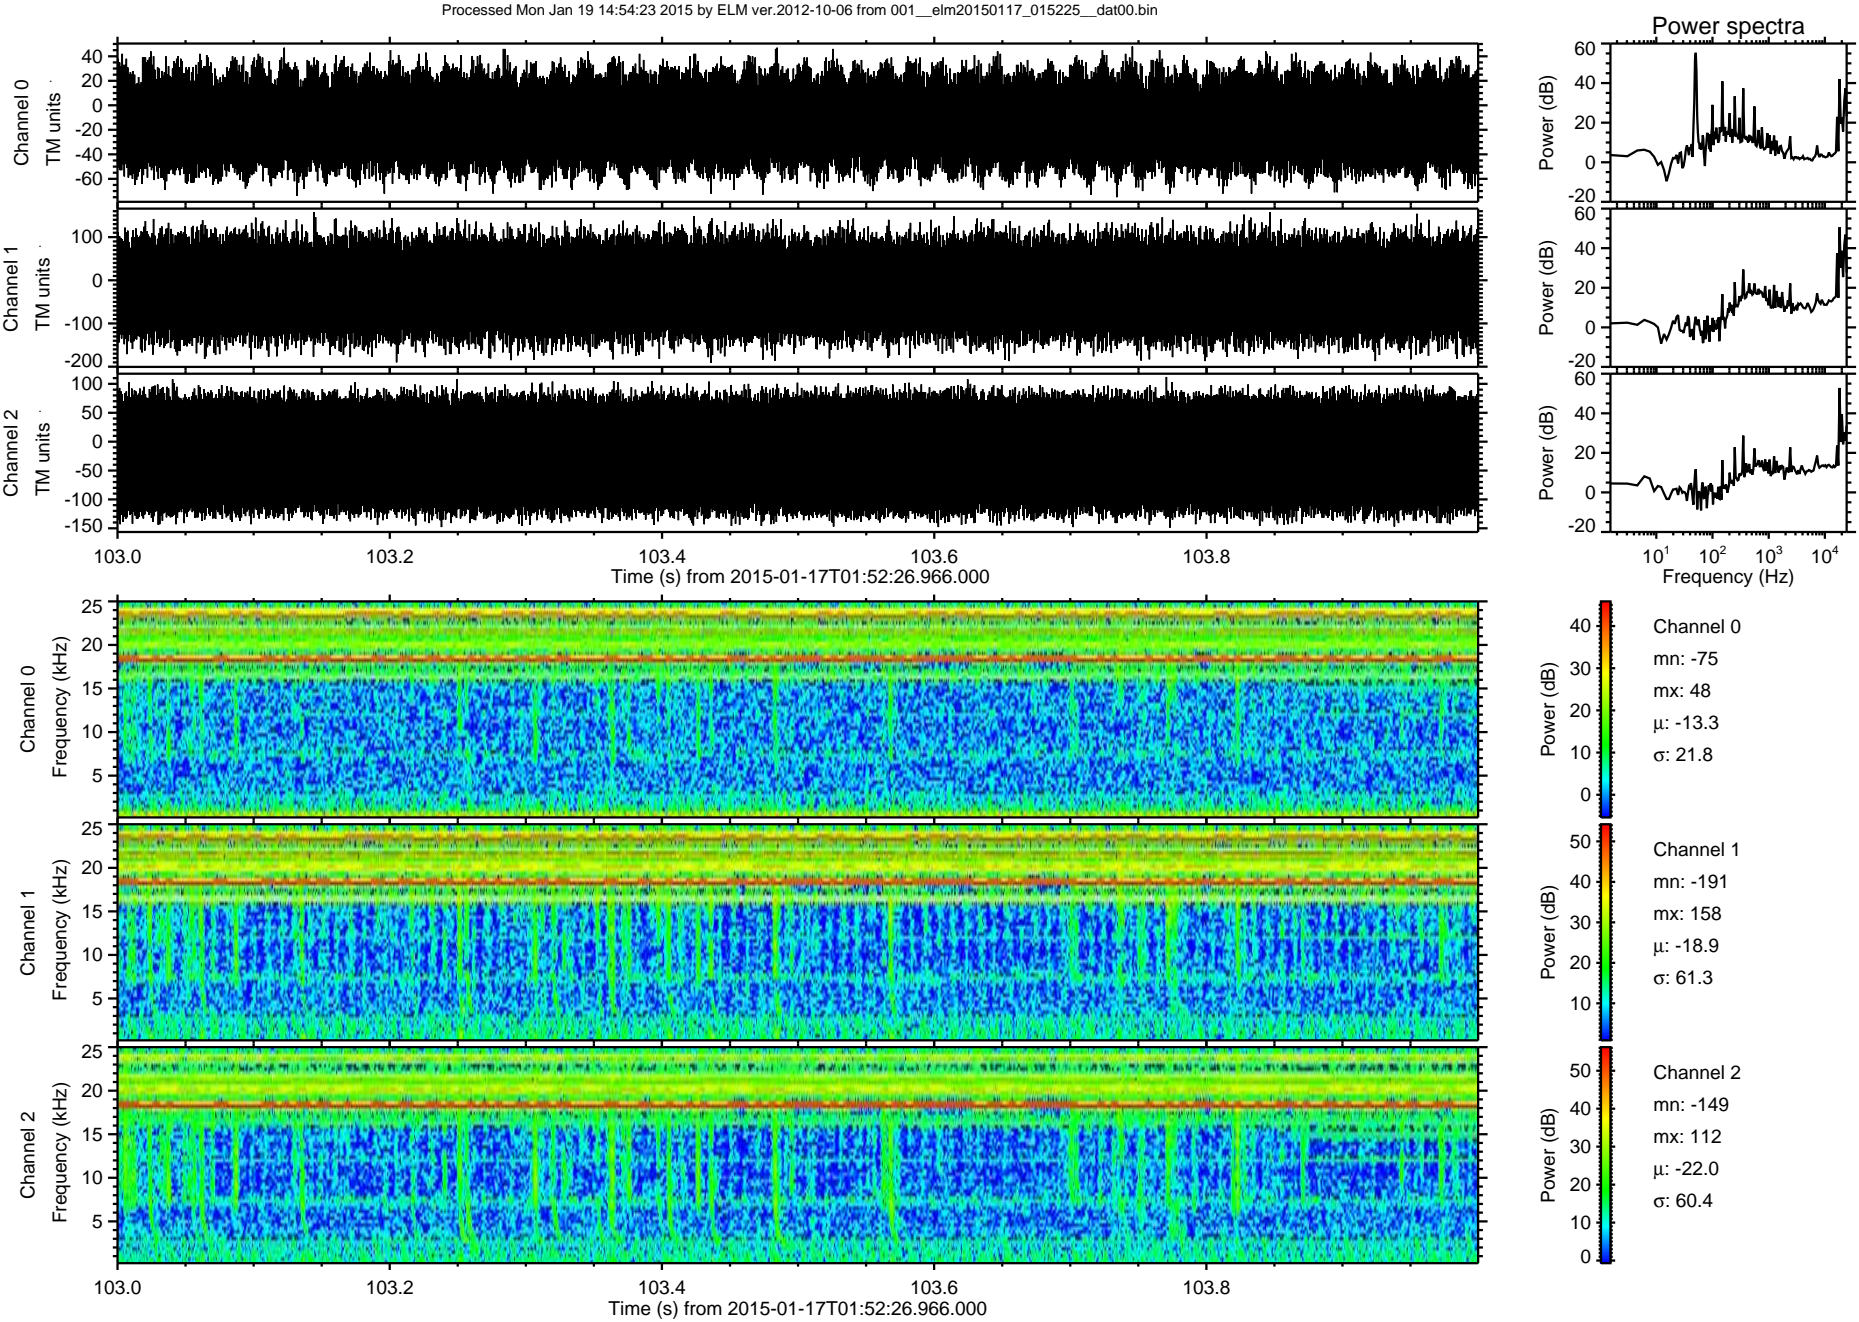 Processed Mon Jan 19 14:54:23 2015 by ELM ver.2012-10-06 from 001__elm20150117_015225__dat00.bin
Power spectra
Channel 0
TM units
40
20
0
-20
-40
-60
Power (dB)
60
40
20
0
-20
Channel 1
TM units
100
0
-100
-200
Power (dB)
60
40
20
0
-20
Channel 2
TM units
100
50
0
-50
-100
-150
Power (dB)
60
40
20
0
-20
103.0 103.2 103.4 103.6 103.8
Time (s) from 2015-01-17T01:52:26.966.000
10^1 10^2 10^3 10^4
Frequency (Hz)
Channel 0
Frequency (kHz)
25
20
15
10
5
Power (dB)
40
30
20
10
0
Channel 0
mn: -75
mx: 48
μ: -13.3
σ: 21.8
Channel 1
Frequency (kHz)
25
20
15
10
5
Power (dB)
50
40
30
20
10
Channel 1
mn: -191
mx: 158
μ: -18.9
σ: 61.3
Channel 2
Frequency (kHz)
25
20
15
10
5
Power (dB)
50
40
30
20
10
0
Channel 2
mn: -149
mx: 112
μ: -22.0
σ: 60.4
103.0 103.2 103.4 103.6 103.8
Time (s) from 2015-01-17T01:52:26.966.000